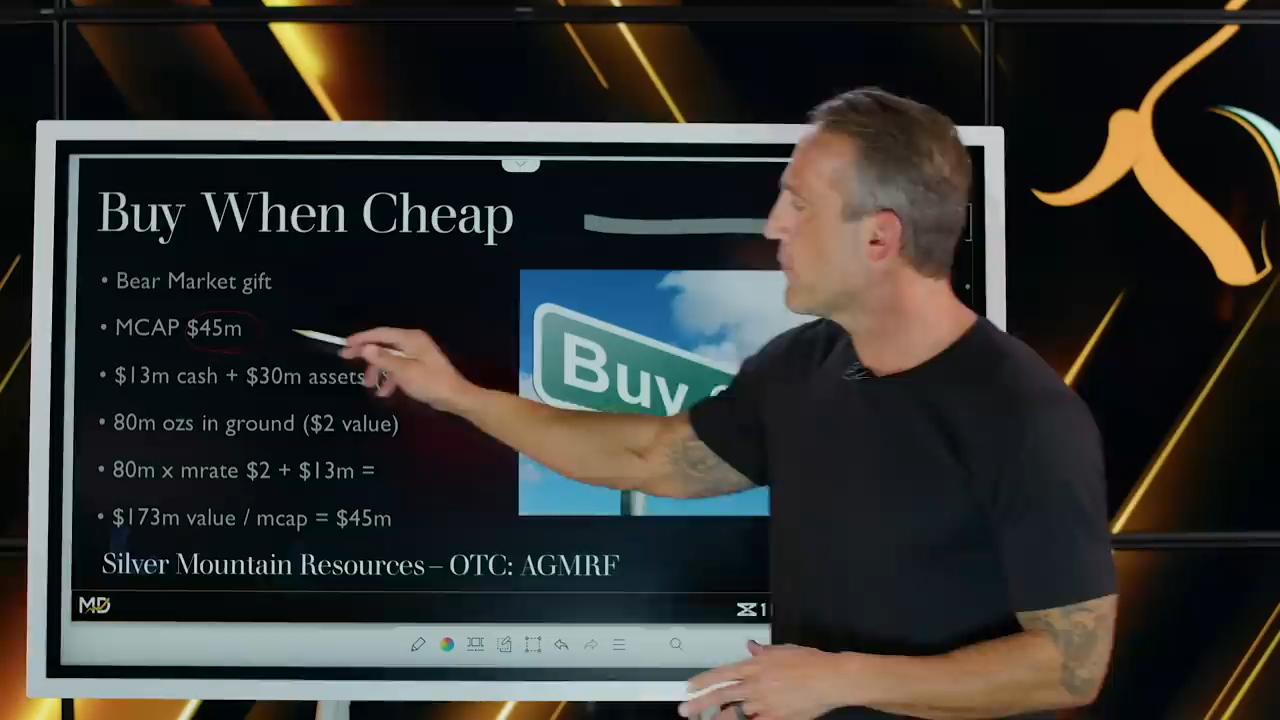 Buy When Cheap
• Bear Market gift
• MCAP $45m
• $13m cash + $30m assets
• 80m ozs in ground ($2 value)
• 80m x mrate $2 + $13m =
• $173m value / mcap = $45m
Buy
Silver Mountain Resources – OTC: AGMRF
MD